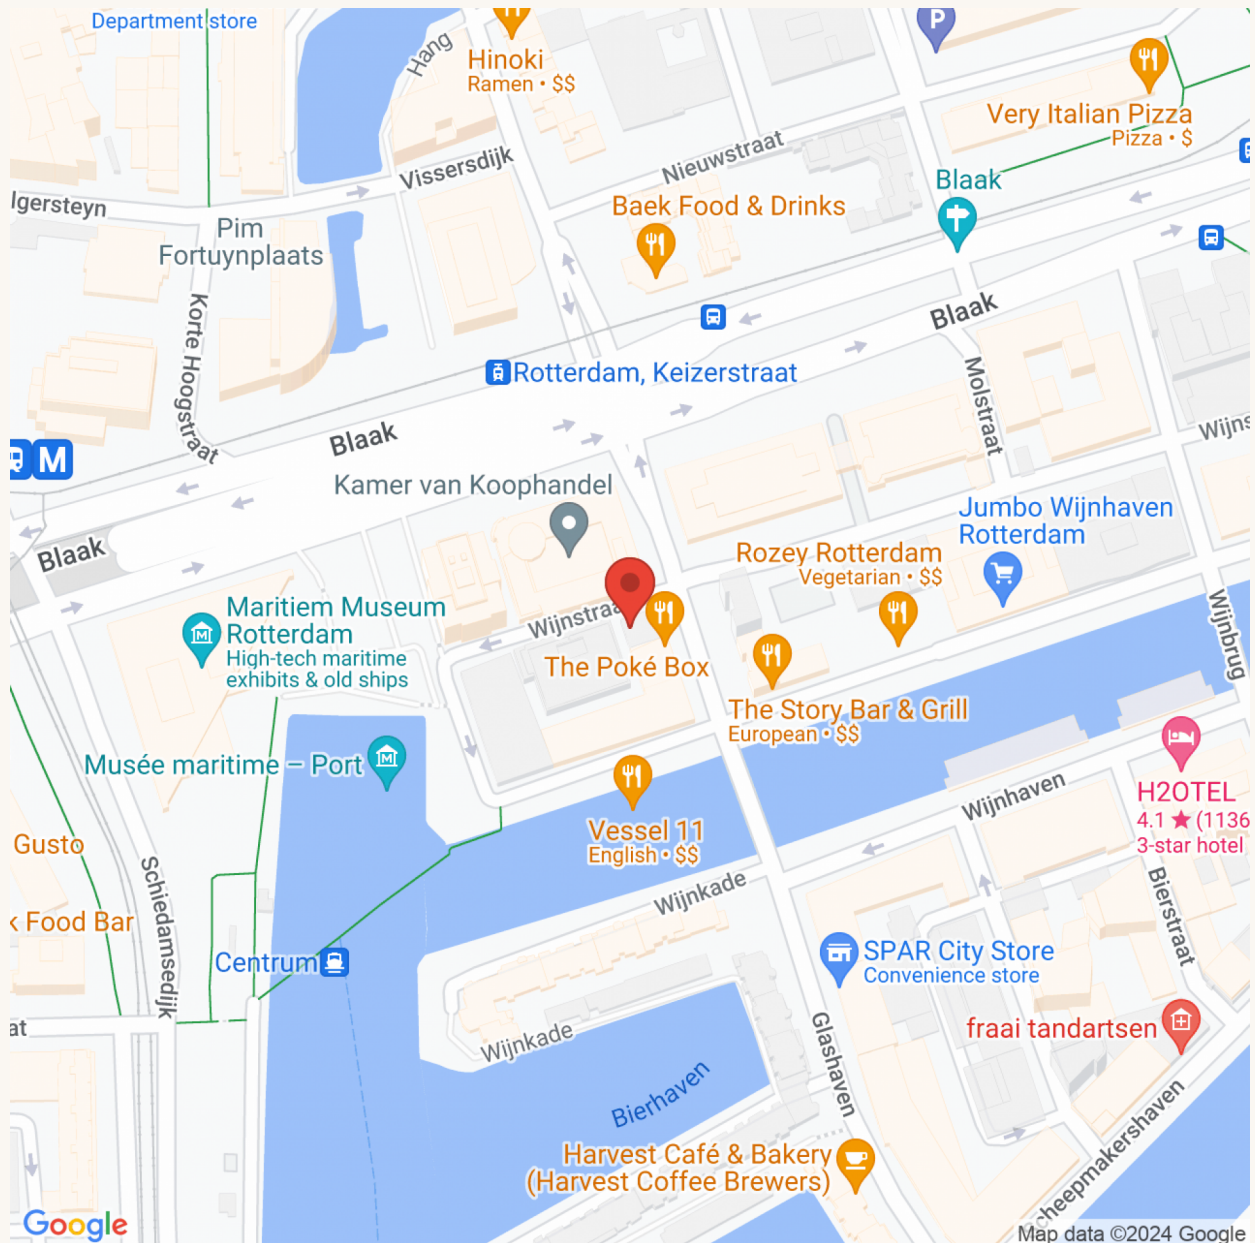 Department store
Hang
Hinoki
Ramen • $$
P
Very Italian Pizza
Pizza • $
Nieuwstraat
Vissersdijk
Blaak
lgersteyn
Baek Food & Drinks
Pim
Fortuynplaats
Korte Hoogstraat
Blaak
Rotterdam, Keizerstraat
Molstraat
Blaak
Wijns
M
Kamer van Koophandel
Jumbo Wijnhaven
Rotterdam
Blaak
Rozey Rotterdam
Vegetarian • $$
Maritiem Museum
Rotterdam
High-tech maritime
exhibits & old ships
Wijnstraa
Wijnbrug
The Poké Box
The Story Bar & Grill
European • $$
Musée maritime – Port
H2OTEL
4.1 ★ (1136
3-star hotel
Wijnhaven
Vessel 11
English • $$
Gusto
Schiedamsedijk
Wijnkade
Bierstraat
k Food Bar
Centrum
SPAR City Store
Convenience store
at
Wijnkade
Glashaven
fraai tandartsen
Bierhaven
Scheepmakershaven
Harvest Café & Bakery
(Harvest Coffee Brewers)
Google
Map data ©2024 Google